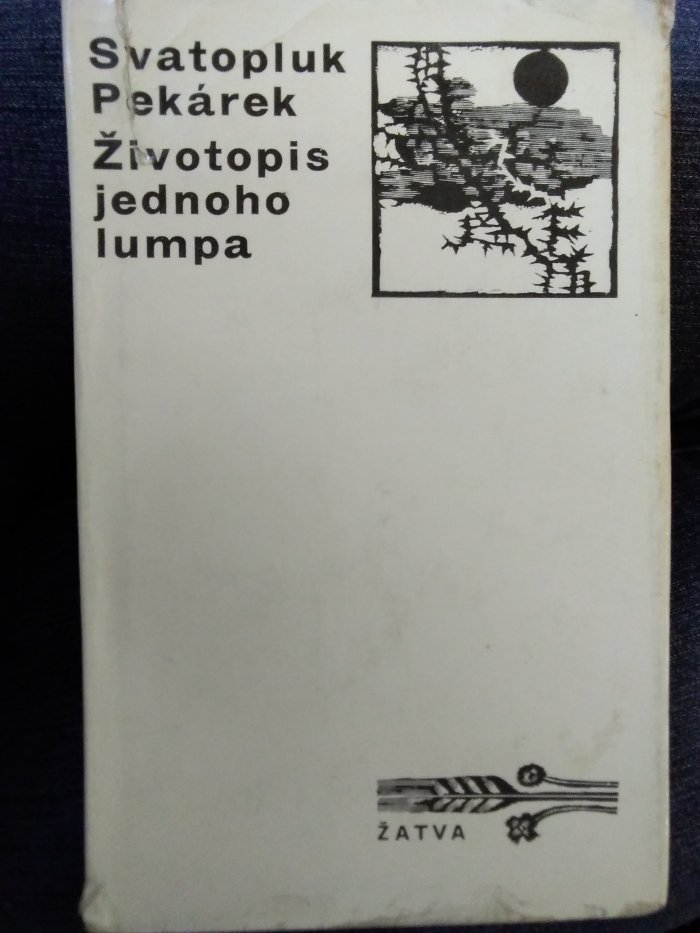 Svatopluk
Pekárek
Životopis
jednoho
lumpa
ŽATVA